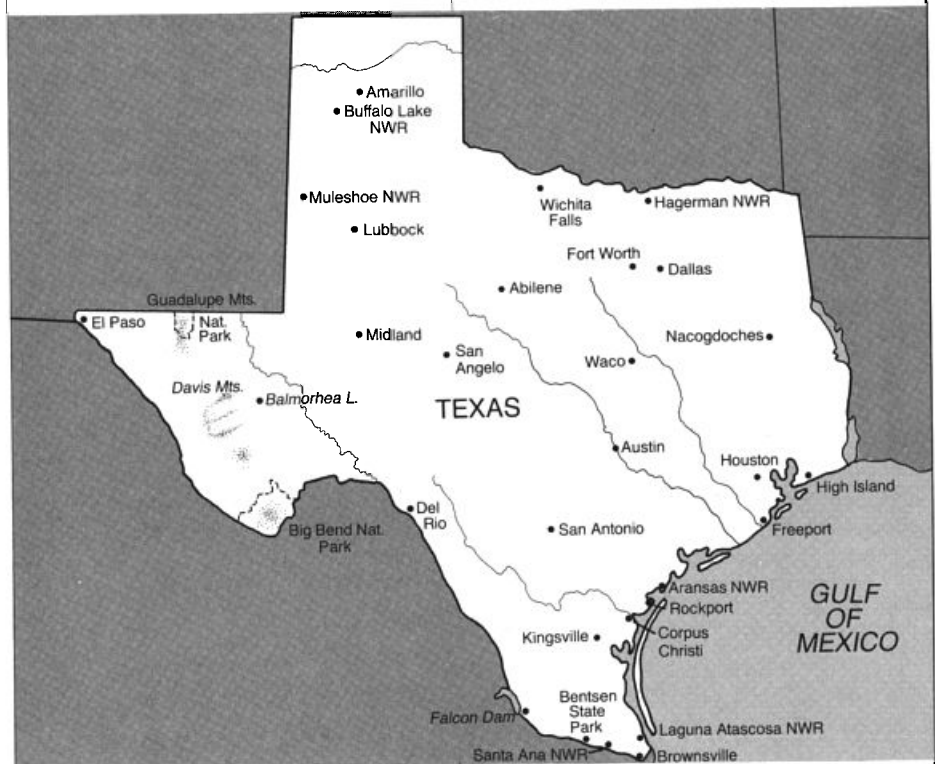 Amarillo
Buffalo Lake
NWR
Muleshoe NWR
Lubbock
Wichita
Falls
Hagerman NWR
Fort Worth
Dallas
Abilene
Guadalupe Mts.
Nat.
Park
El Paso
Midland
San
Angelo
Waco
Nacogdoches
Davis Mts.
Balmorhea L.
TEXAS
Austin
Houston
High Island
Del
Rio
Big Bend Nat.
Park
San Antonio
Freeport
Aransas NWR
Rockport
GULF
OF
MEXICO
Kingsville
Corpus
Christi
Bentsen
State
Park
Falcon Dam
Laguna Atascosa NWR
Santa Ana NWR
Brownsville